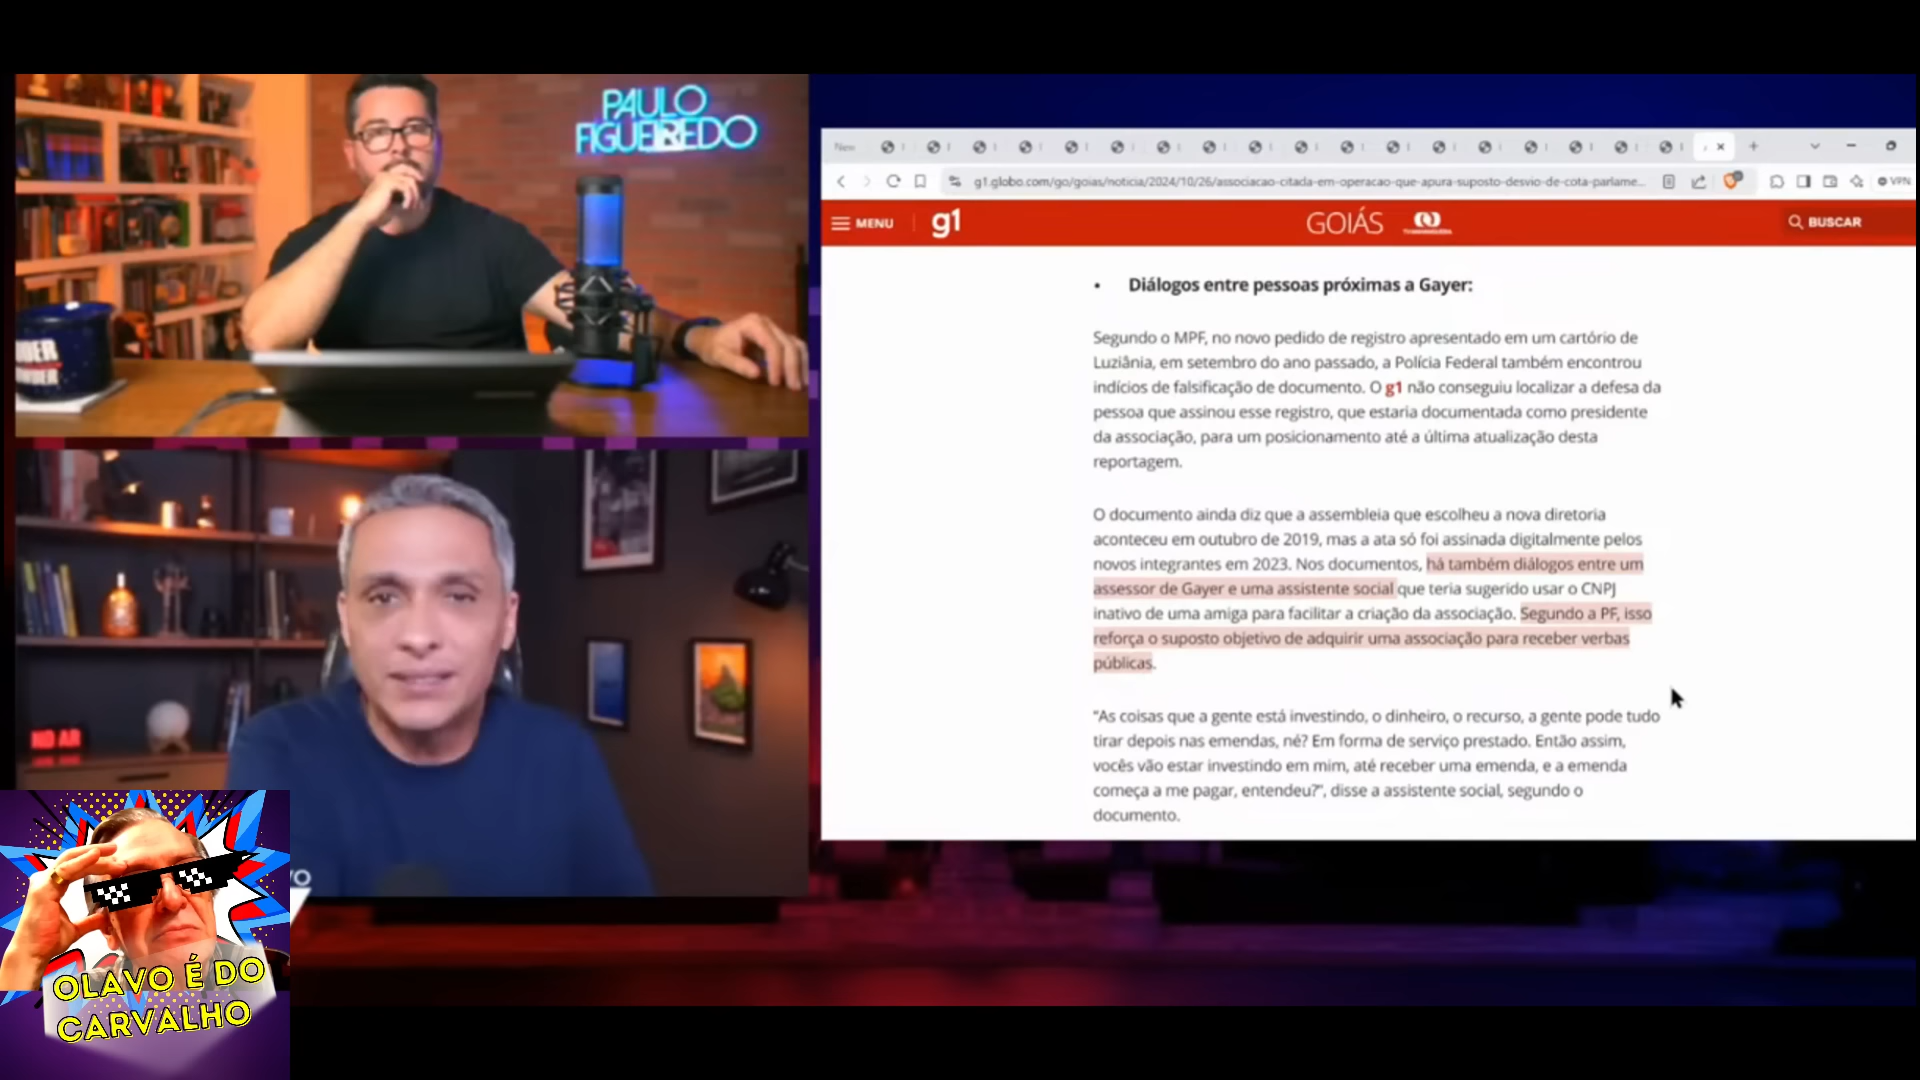 PAULO
FIGUEIREDO
NO AR
OLAVO É DO
CARVALHO
New
g1.globo.com/go/goias/noticia/2024/10/26/associacao-citada-em-operacao-que-apura-suposto-desvio-de-cota-parlame...
VPN
MENU
g1
GOIÁS
BUSCAR
• Diálogos entre pessoas próximas a Gayer:
Segundo o MPF, no novo pedido de registro apresentado em um cartório de
Luziânia, em setembro do ano passado, a Polícia Federal também encontrou
indícios de falsificação de documento. O g1 não conseguiu localizar a defesa da
pessoa que assinou esse registro, que estaria documentada como presidente
da associação, para um posicionamento até a última atualização desta
reportagem.
O documento ainda diz que a assembleia que escolheu a nova diretoria
aconteceu em outubro de 2019, mas a ata só foi assinada digitalmente pelos
novos integrantes em 2023. Nos documentos, há também diálogos entre um
assessor de Gayer e uma assistente social que teria sugerido usar o CNPJ
inativo de uma amiga para facilitar a criação da associação. Segundo a PF, isso
reforça o suposto objetivo de adquirir uma associação para receber verbas
públicas.
“As coisas que a gente está investindo, o dinheiro, o recurso, a gente pode tudo
tirar depois nas emendas, né? Em forma de serviço prestado. Então assim,
vocês vão estar investindo em mim, até receber uma emenda, e a emenda
começa a me pagar, entendeu?”, disse a assistente social, segundo o
documento.